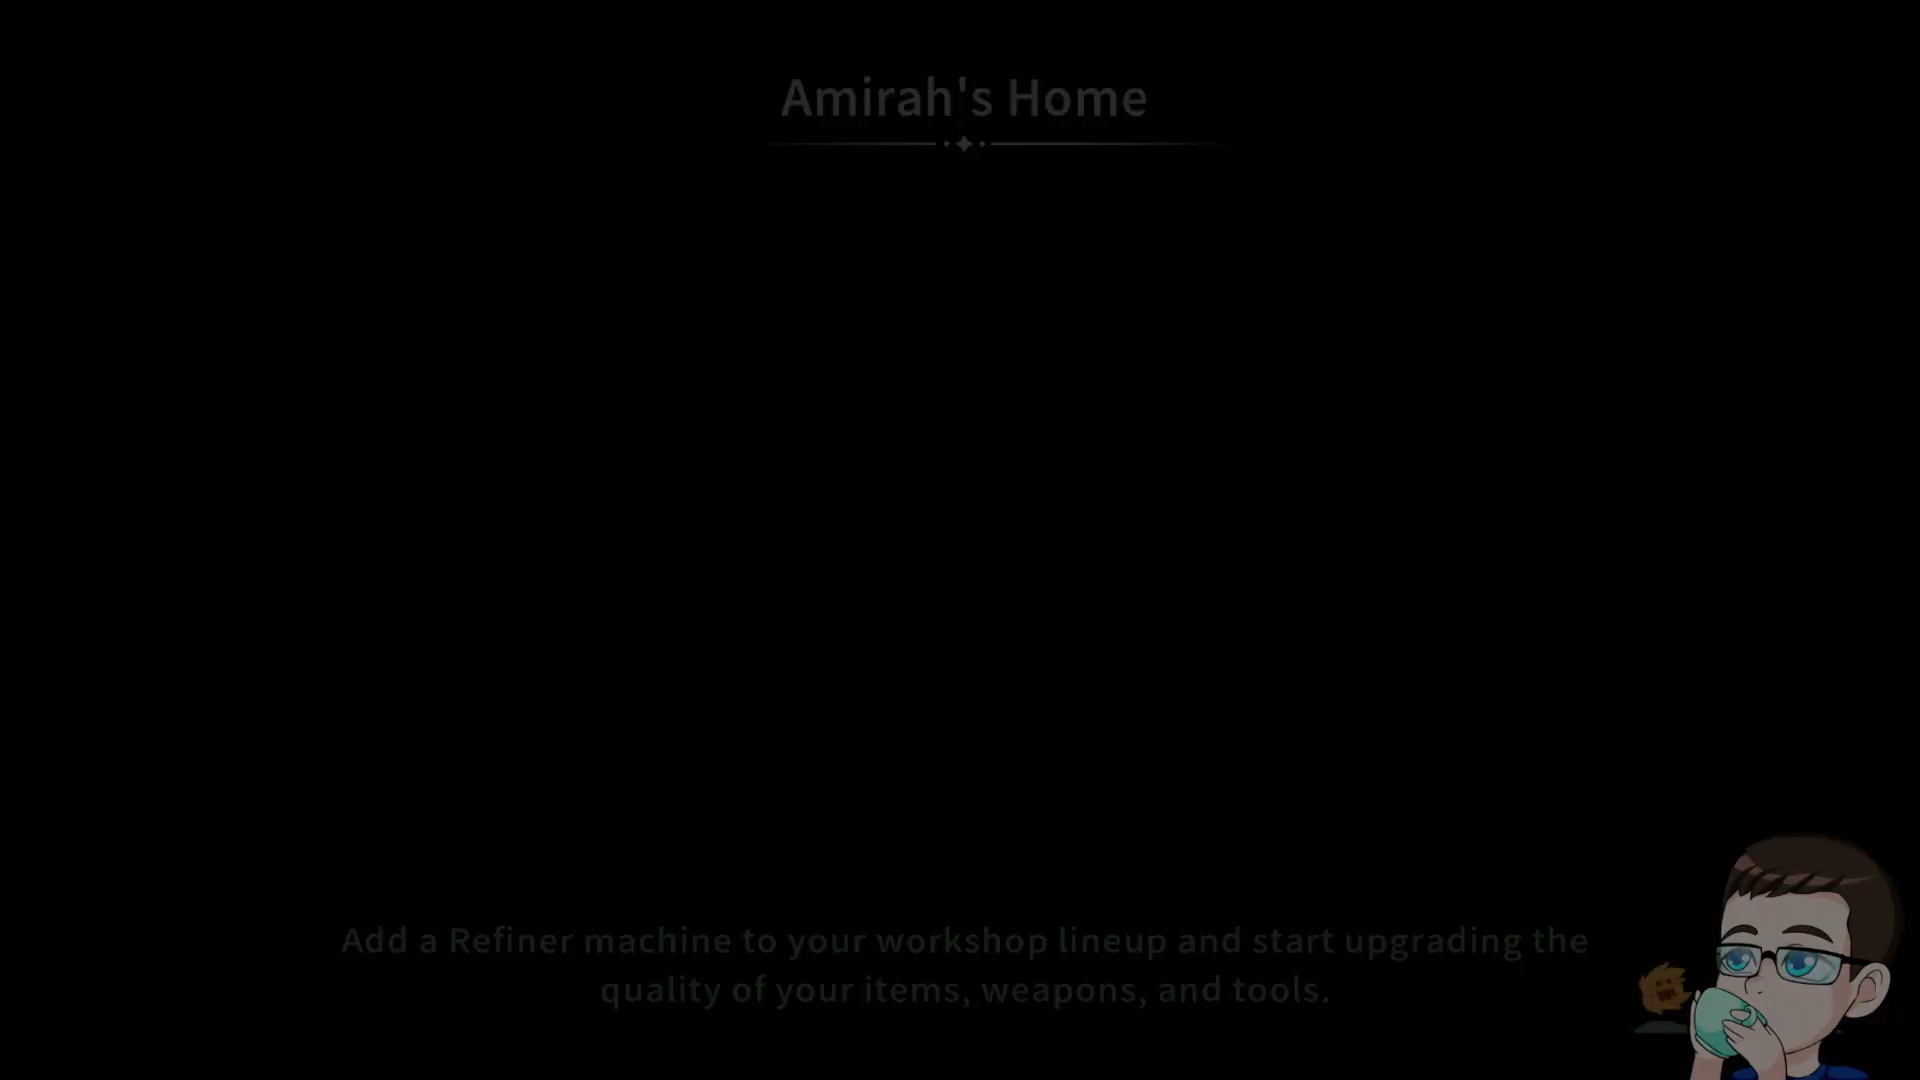 Amirah's Home
Add a Refiner machine to your workshop lineup and start upgrading the
quality of your items, weapons, and tools.